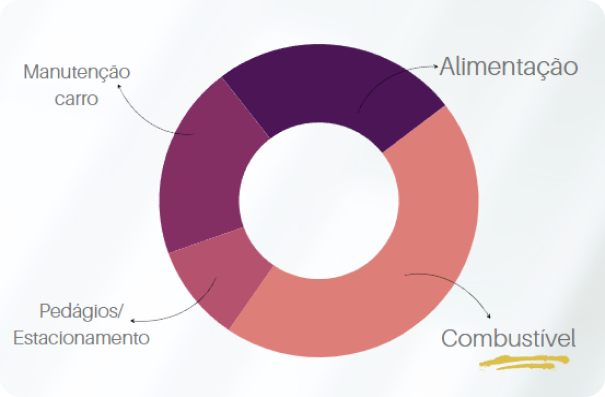 Manutenção
carro
Alimentação
Pedágios/
Estacionamento
Combustível